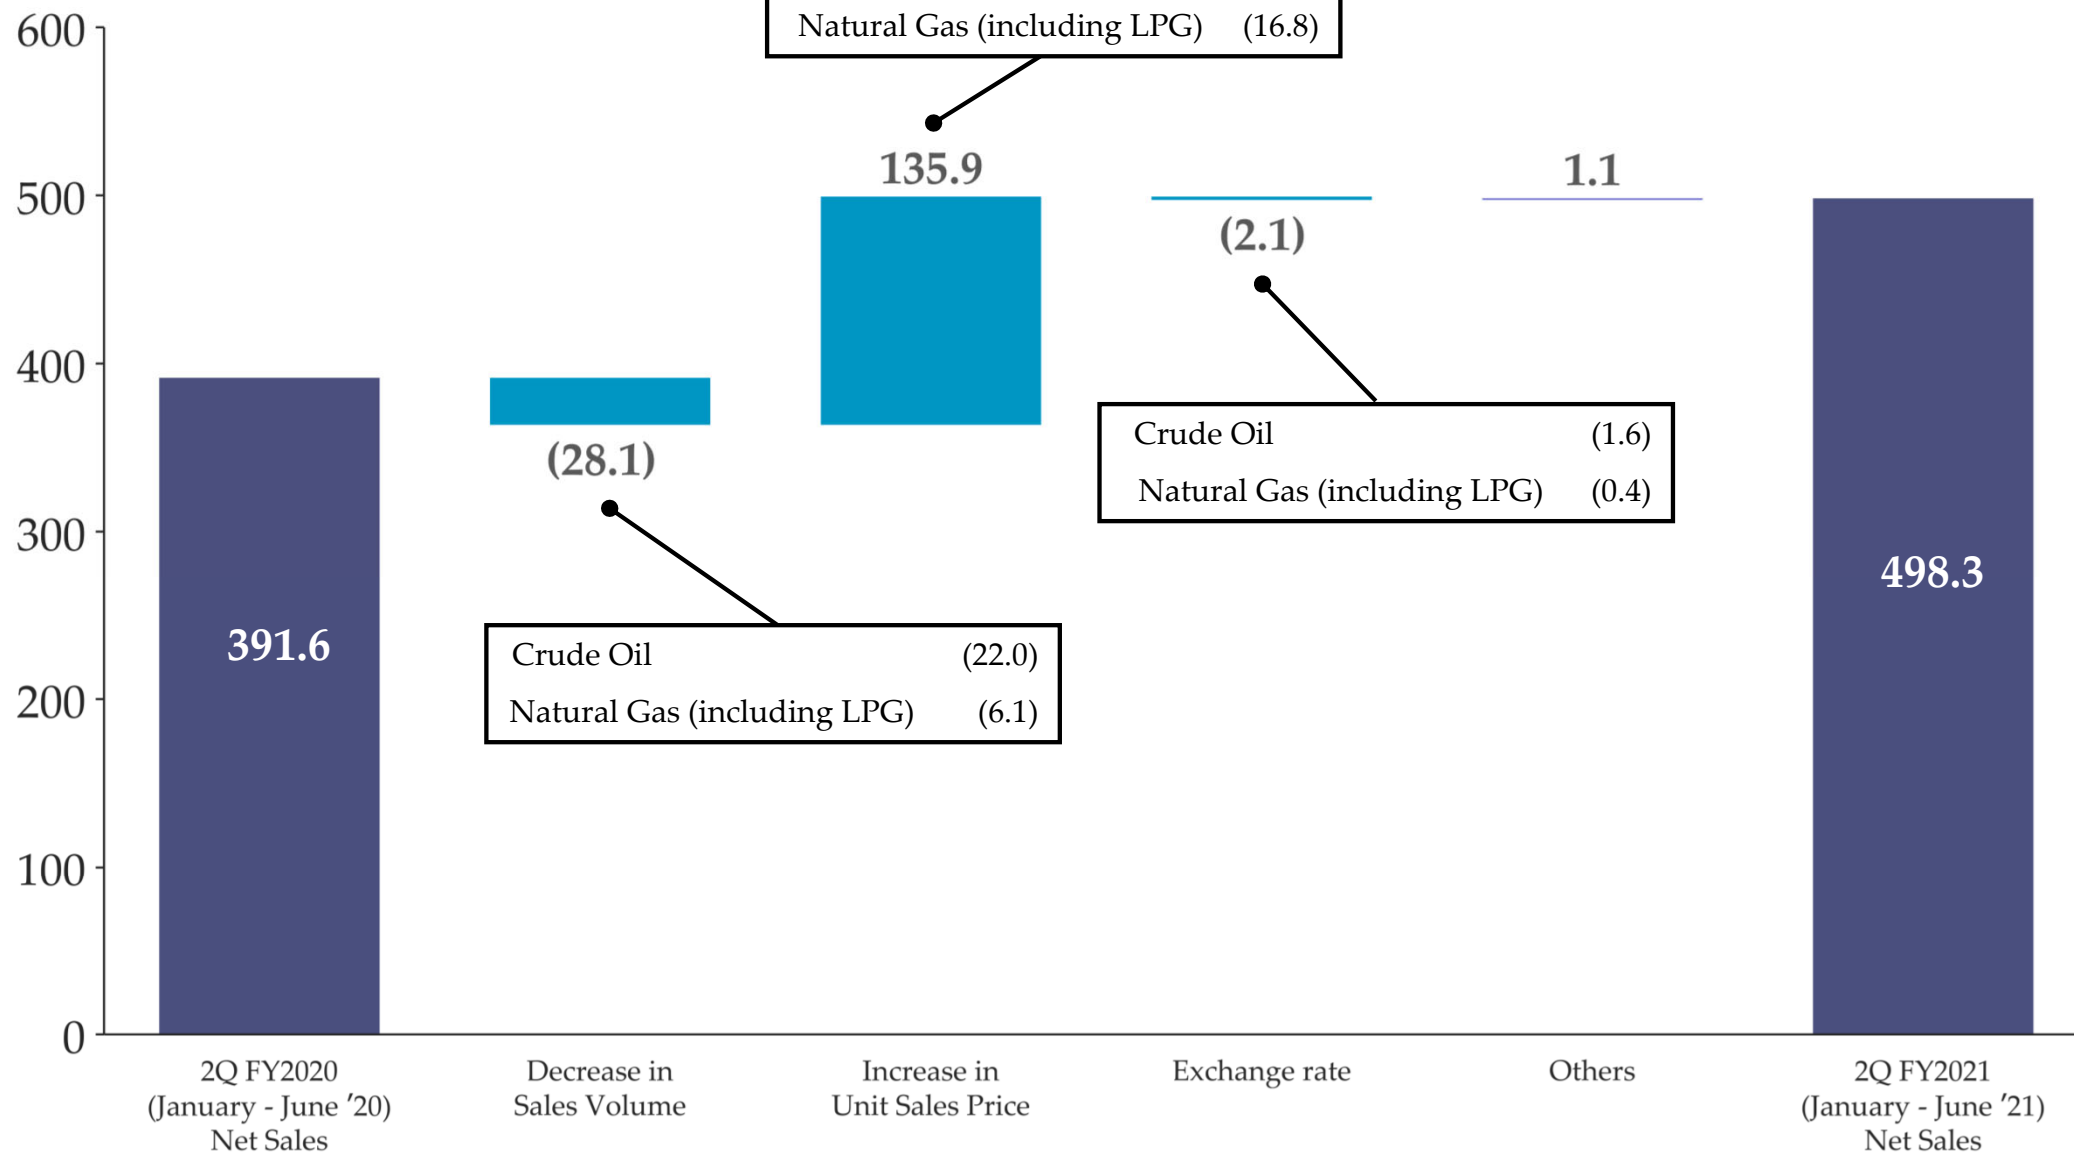 Natural Gas (including LPG) (16.8)
600
500
400
300
200
100
0
135.9
1.1
(2.1)
(28.1)
Crude Oil (1.6)
Natural Gas (including LPG) (0.4)
391.6
498.3
Crude Oil (22.0)
Natural Gas (including LPG) (6.1)
2Q FY2020
(January - June ′20)
Net Sales
Decrease in
Sales Volume
Increase in
Unit Sales Price
Exchange rate
Others
2Q FY2021
(January - June ′21)
Net Sales